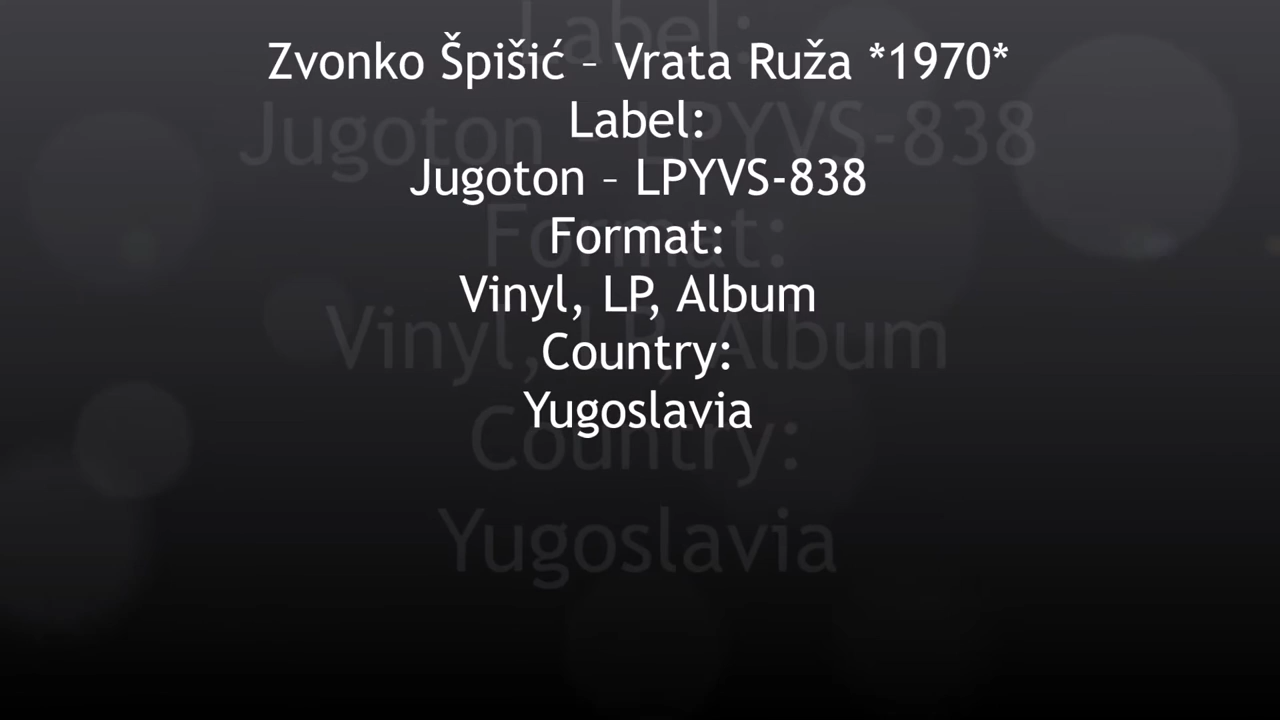 Zvonko Špišić – Vrata Ruža *1970*
Label:
Jugoton – LPYVS-838
Format:
Vinyl, LP, Album
Country:
Yugoslavia